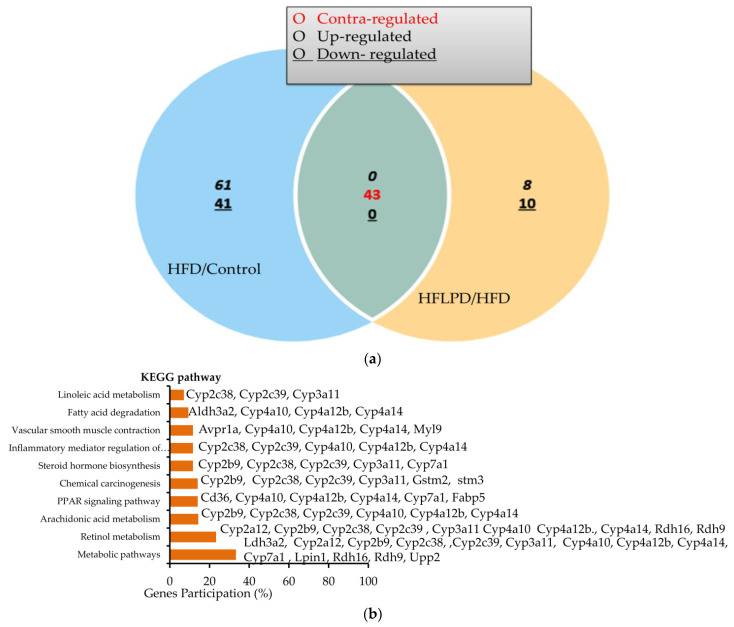 O Contra-regulated
O Up-regulated
O Down- regulated
61
41
0
43
0
8
10
HFD/Control
HFLPD/HFD
(a)
KEGG pathway
Linoleic acid metabolism
Cyp2c38, Cyp2c39, Cyp3a11
Fatty acid degradation
Aldh3a2, Cyp4a10, Cyp4a12b, Cyp4a14
Vascular smooth muscle contraction
Avpr1a, Cyp4a10, Cyp4a12b, Cyp4a14, Myl9
Inflammatory mediator regulation of...
Cyp2c38, Cyp2c39, Cyp4a10, Cyp4a12b, Cyp4a14
Steroid hormone biosynthesis
Cyp2b9, Cyp2c38, Cyp2c39, Cyp3a11, Cyp7a1
Chemical carcinogenesis
Cyp2b9, Cyp2c38, Cyp2c39, Cyp3a11, Gstm2, stm3
PPAR signaling pathway
Cd36, Cyp4a10, Cyp4a12b, Cyp4a14, Cyp7a1, Fabp5
Arachidonic acid metabolism
Cyp2b9, Cyp2c38, Cyp2c39, Cyp4a10, Cyp4a12b, Cyp4a14
Retinol metabolism
Cyp2a12, Cyp2b9, Cyp2c38, Cyp2c39 , Cyp3a11 Cyp4a10 Cyp4a12b., Cyp4a14, Rdh16, Rdh9
Metabolic pathways
Ldh3a2, Cyp2a12, Cyp2b9, Cyp2c38, ,Cyp2c39, Cyp3a11, Cyp4a10, Cyp4a12b, Cyp4a14,
Cyp7a1 , Lpin1, Rdh16, Rdh9, Upp2
0 20 40 60 80 100
Genes Participation (%)
(b)